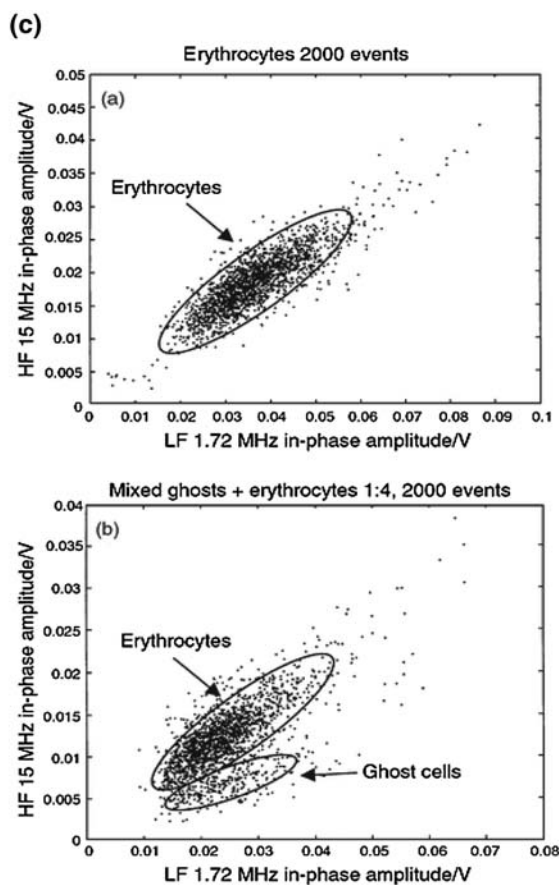 (c)
Erythrocytes 2000 events
0.05
0.045
(a)
0.04
0.035
Erythrocytes
0.03
0.025
0.02
0.015
0.01
0.005
0
HF 15 MHz in-phase amplitude/V
0 0.01 0.02 0.03 0.04 0.05 0.06 0.07 0.08 0.09 0.1
LF 1.72 MHz in-phase amplitude/V
Mixed ghosts + erythrocytes 1:4, 2000 events
0.04
(b)
0.035
0.03
0.025
Erythrocytes
0.02
0.015
0.01
Ghost cells
0.005
0
HF 15 MHz in-phase amplitude/V
0 0.01 0.02 0.03 0.04 0.05 0.06 0.07 0.08
LF 1.72 MHz in-phase amplitude/V